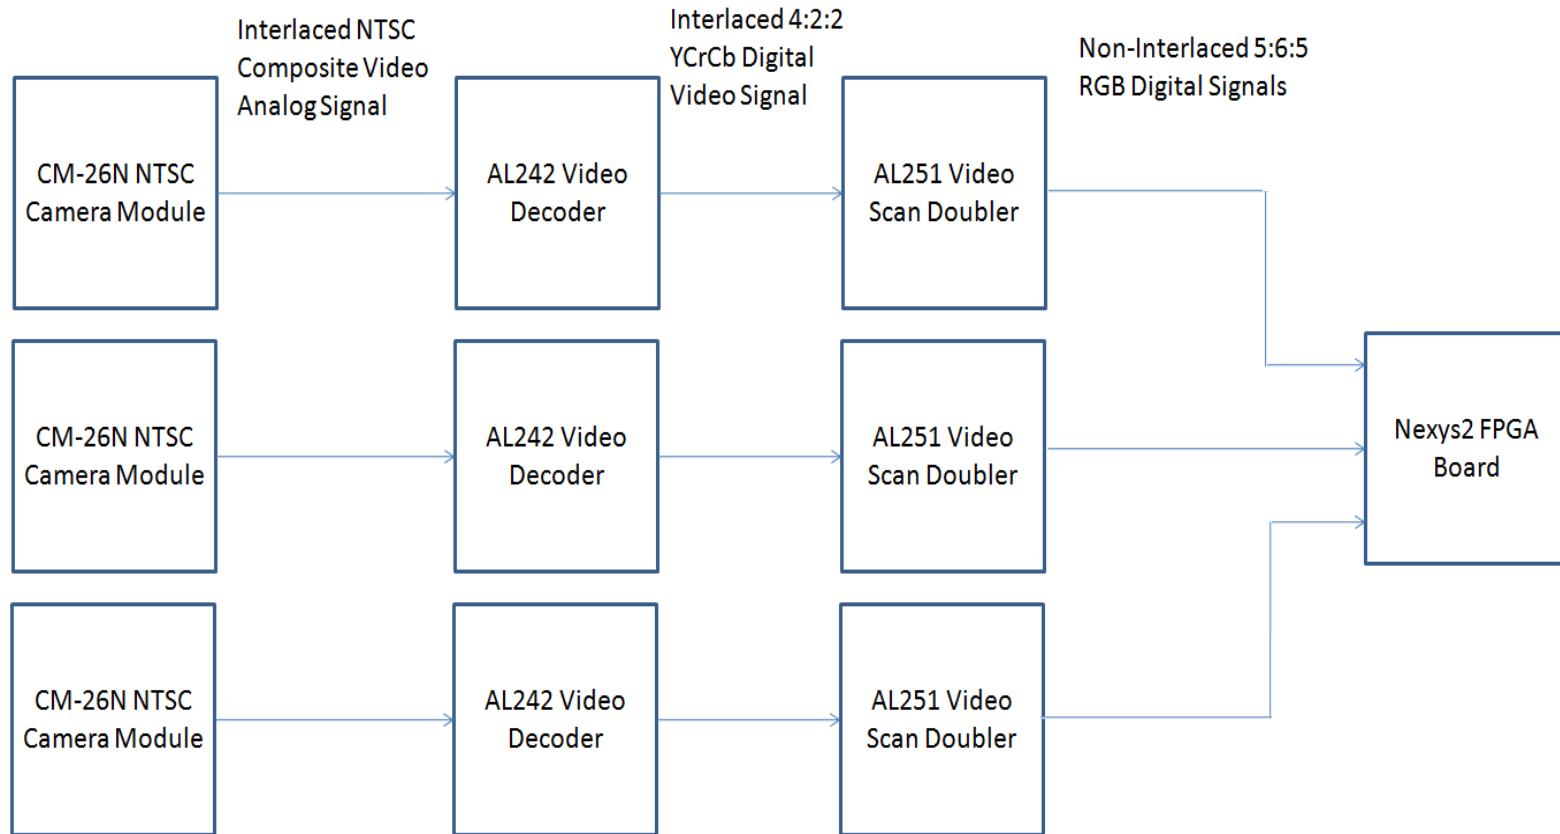 Interlaced NTSC
Composite Video
Analog Signal
Interlaced 4:2:2
YCrCb Digital
Video Signal
Non-Interlaced 5:6:5
RGB Digital Signals
CM-26N NTSC
Camera Module
AL242 Video
Decoder
AL251 Video
Scan Doubler
CM-26N NTSC
Camera Module
AL242 Video
Decoder
AL251 Video
Scan Doubler
Nexys2 FPGA
Board
CM-26N NTSC
Camera Module
AL242 Video
Decoder
AL251 Video
Scan Doubler